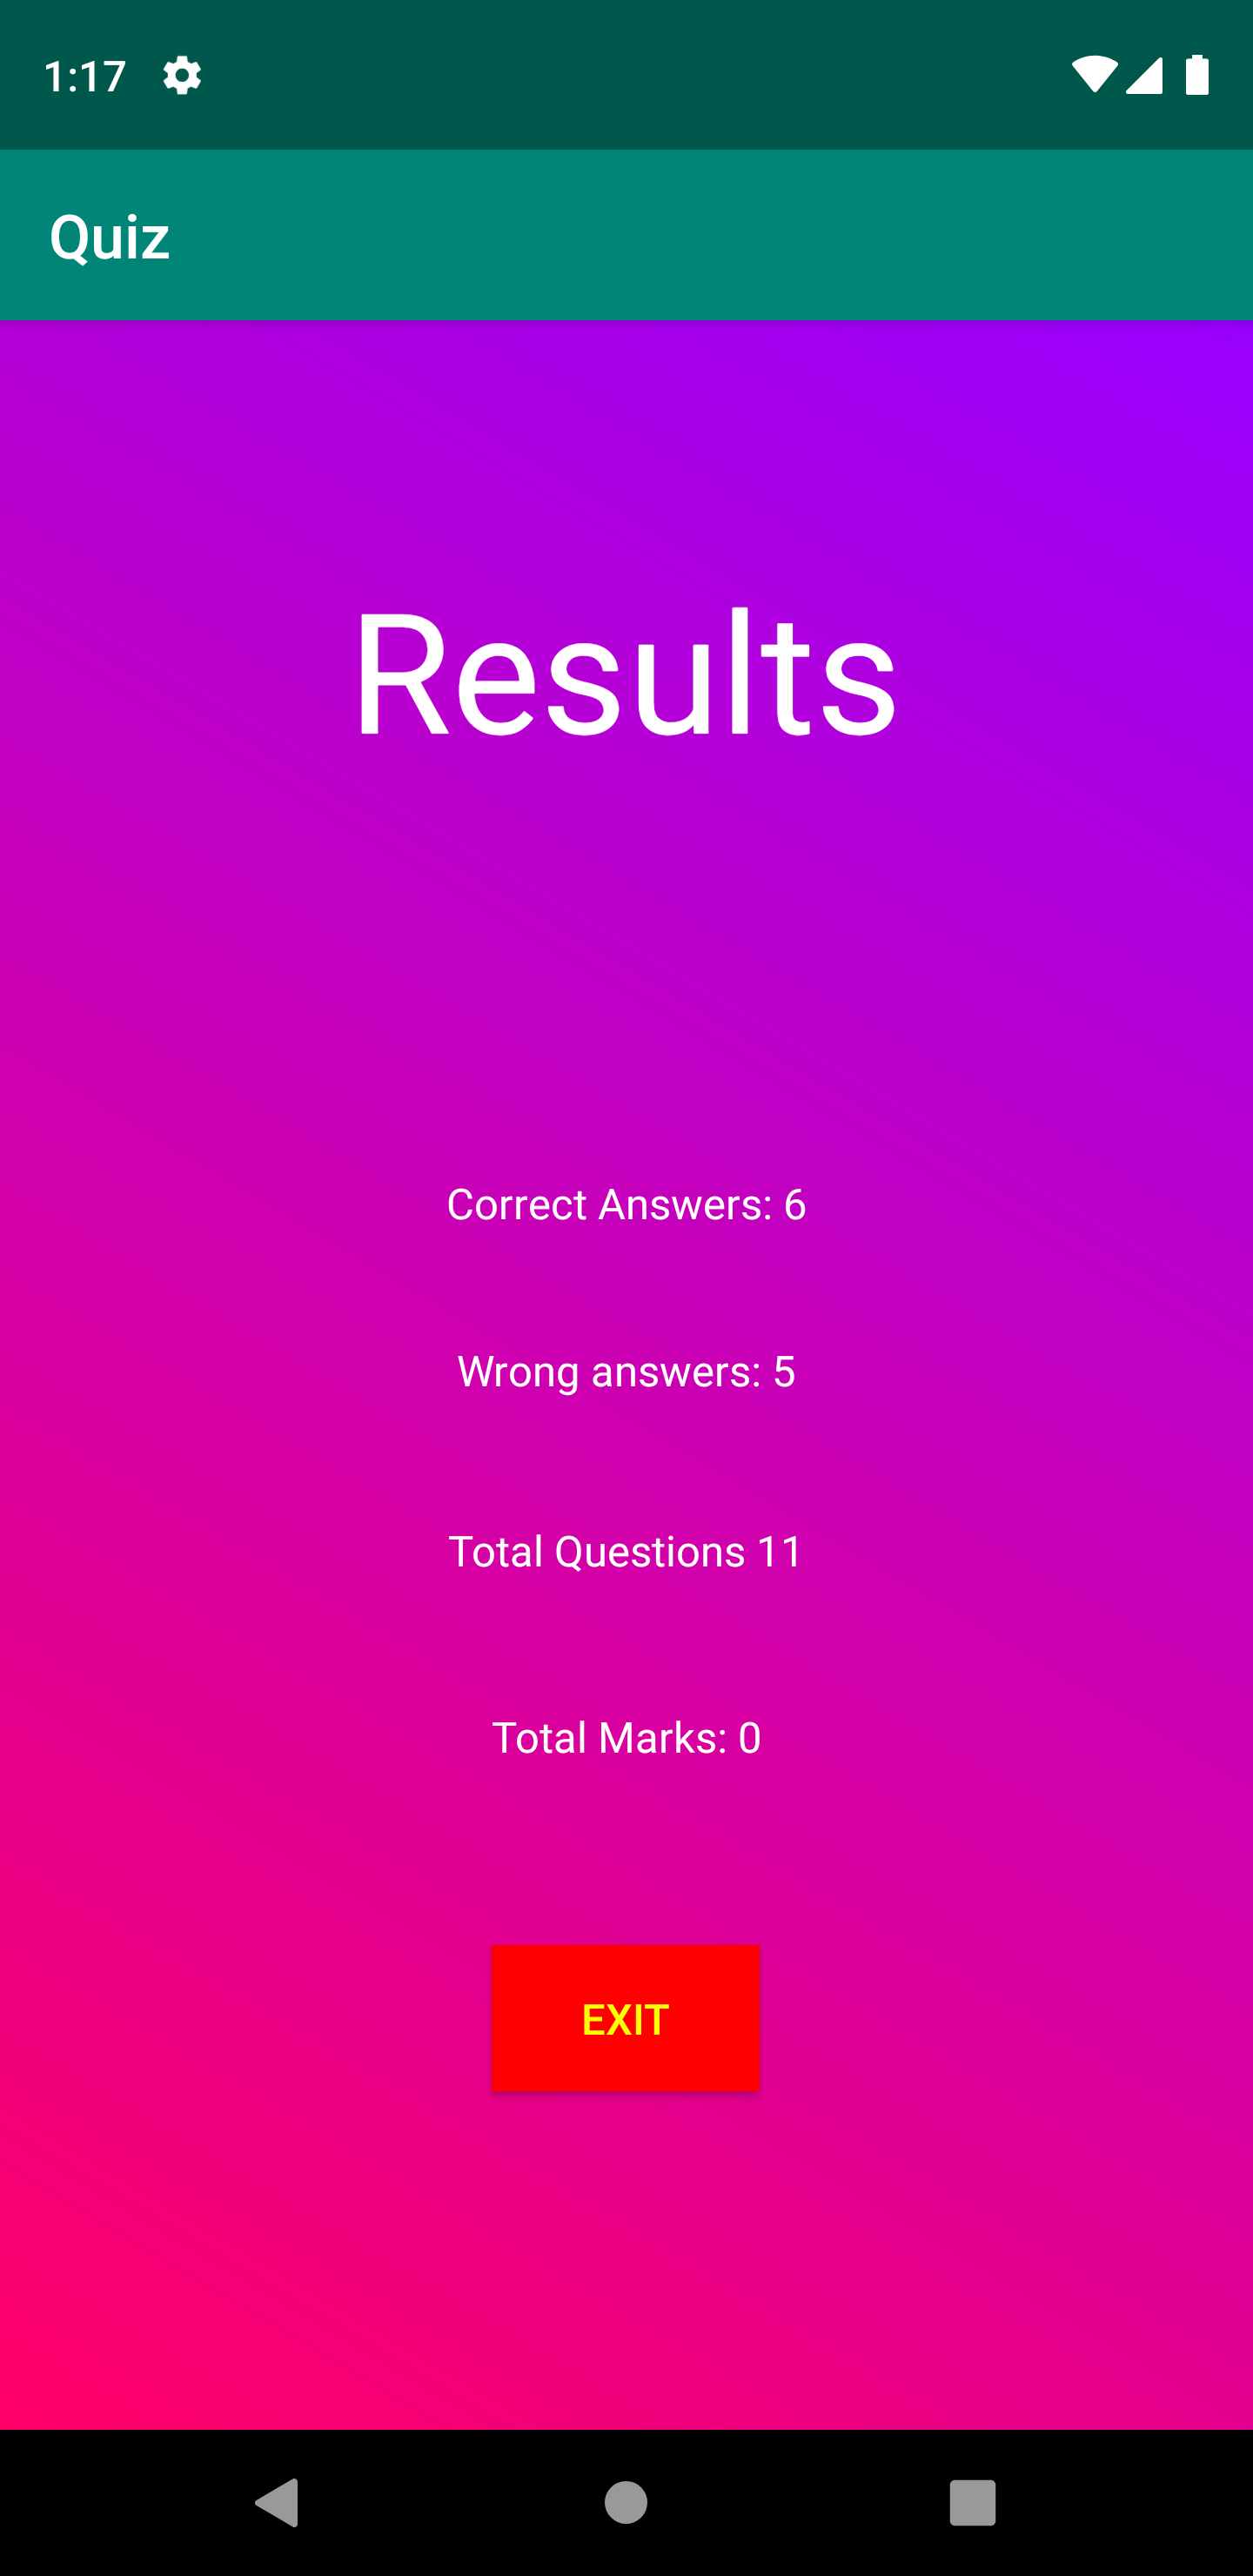 1:17
Quiz
Results
Correct Answers: 6
Wrong answers: 5
Total Questions 11
Total Marks: 0
EXIT